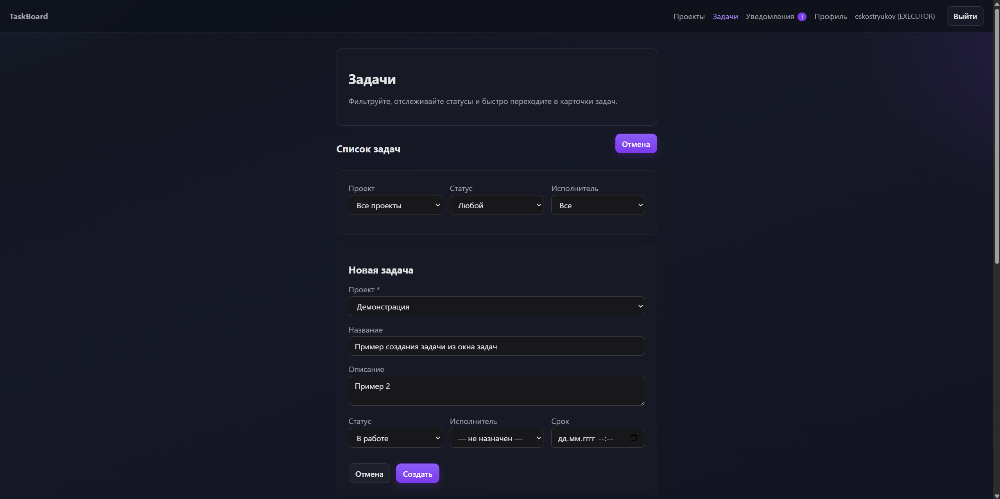 TaskBoard
Проекты Задачи Уведомления 1 Профиль eskostryukov (EXECUTOR) Выйти
Задачи
Фильтруйте, отслеживайте статусы и быстро переходите в карточки задач.
Список задач Отмена
Проект Статус Исполнитель
Все проекты Любой Все
Новая задача
Проект *
Демонстрация
Название
Пример создания задачи из окна задач
Описание
Пример 2
Статус Исполнитель Срок
В работе — не назначен — дд.мм.гггг --:--
Отмена Создать